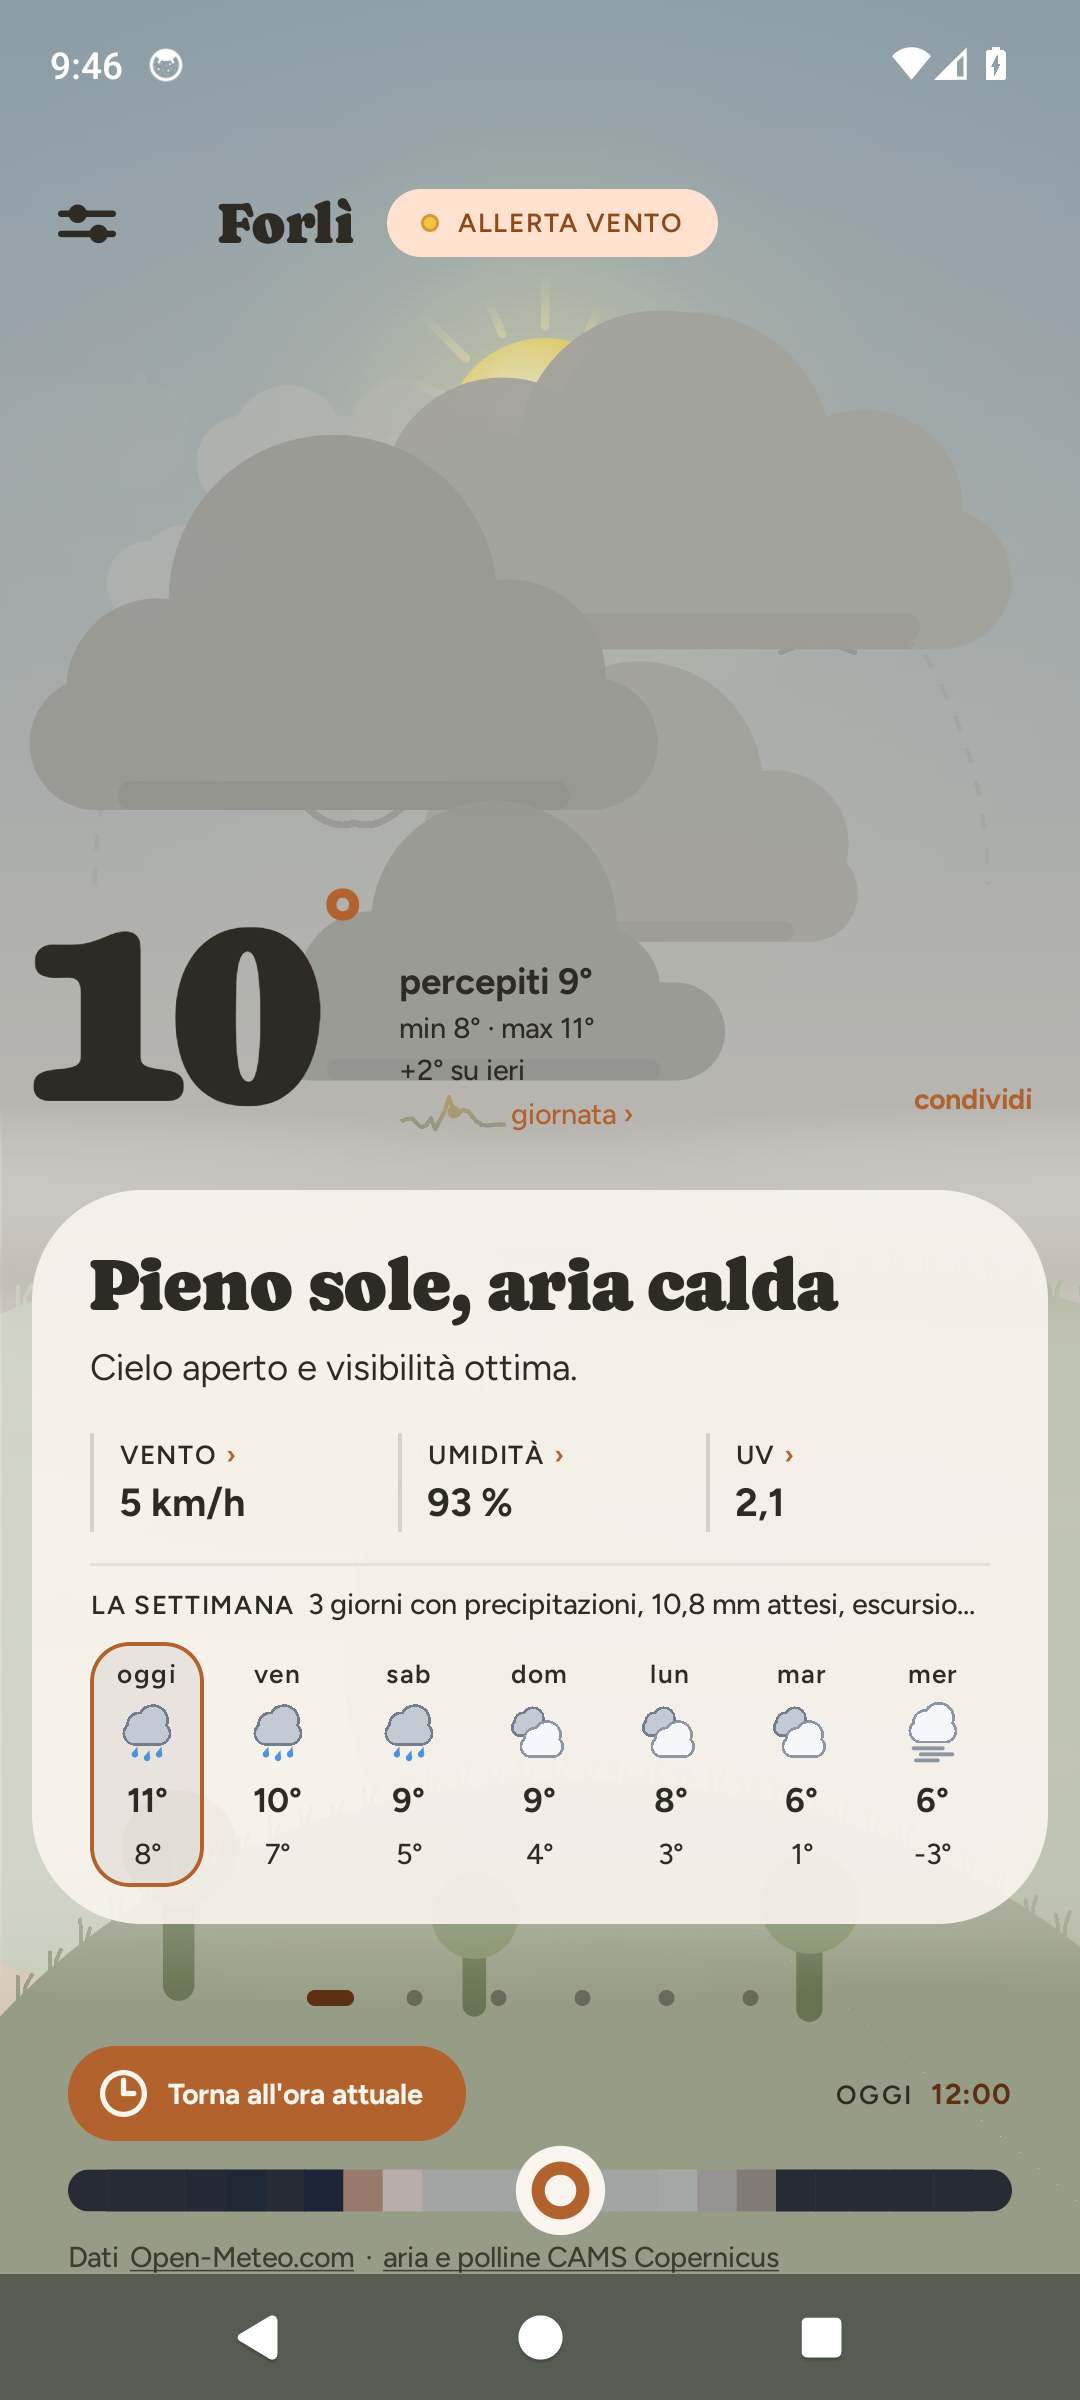 9:46
Forlì
ALLERTA VENTO
10°
percepiti 9°
min 8° · max 11°
+2° su ieri
giornata ›
condividi
Pieno sole, aria calda
Cielo aperto e visibilità ottima.
VENTO › UMIDITÀ › UV ›
5 km/h 93 % 2,1
LA SETTIMANA 3 giorni con precipitazioni, 10,8 mm attesi, escursio...
oggi ven sab dom lun mar mer
11° 10° 9° 9° 8° 6° 6°
8° 7° 5° 4° 3° 1° -3°
Torna all'ora attuale
OGGI 12:00
Dati Open-Meteo.com · aria e polline CAMS Copernicus